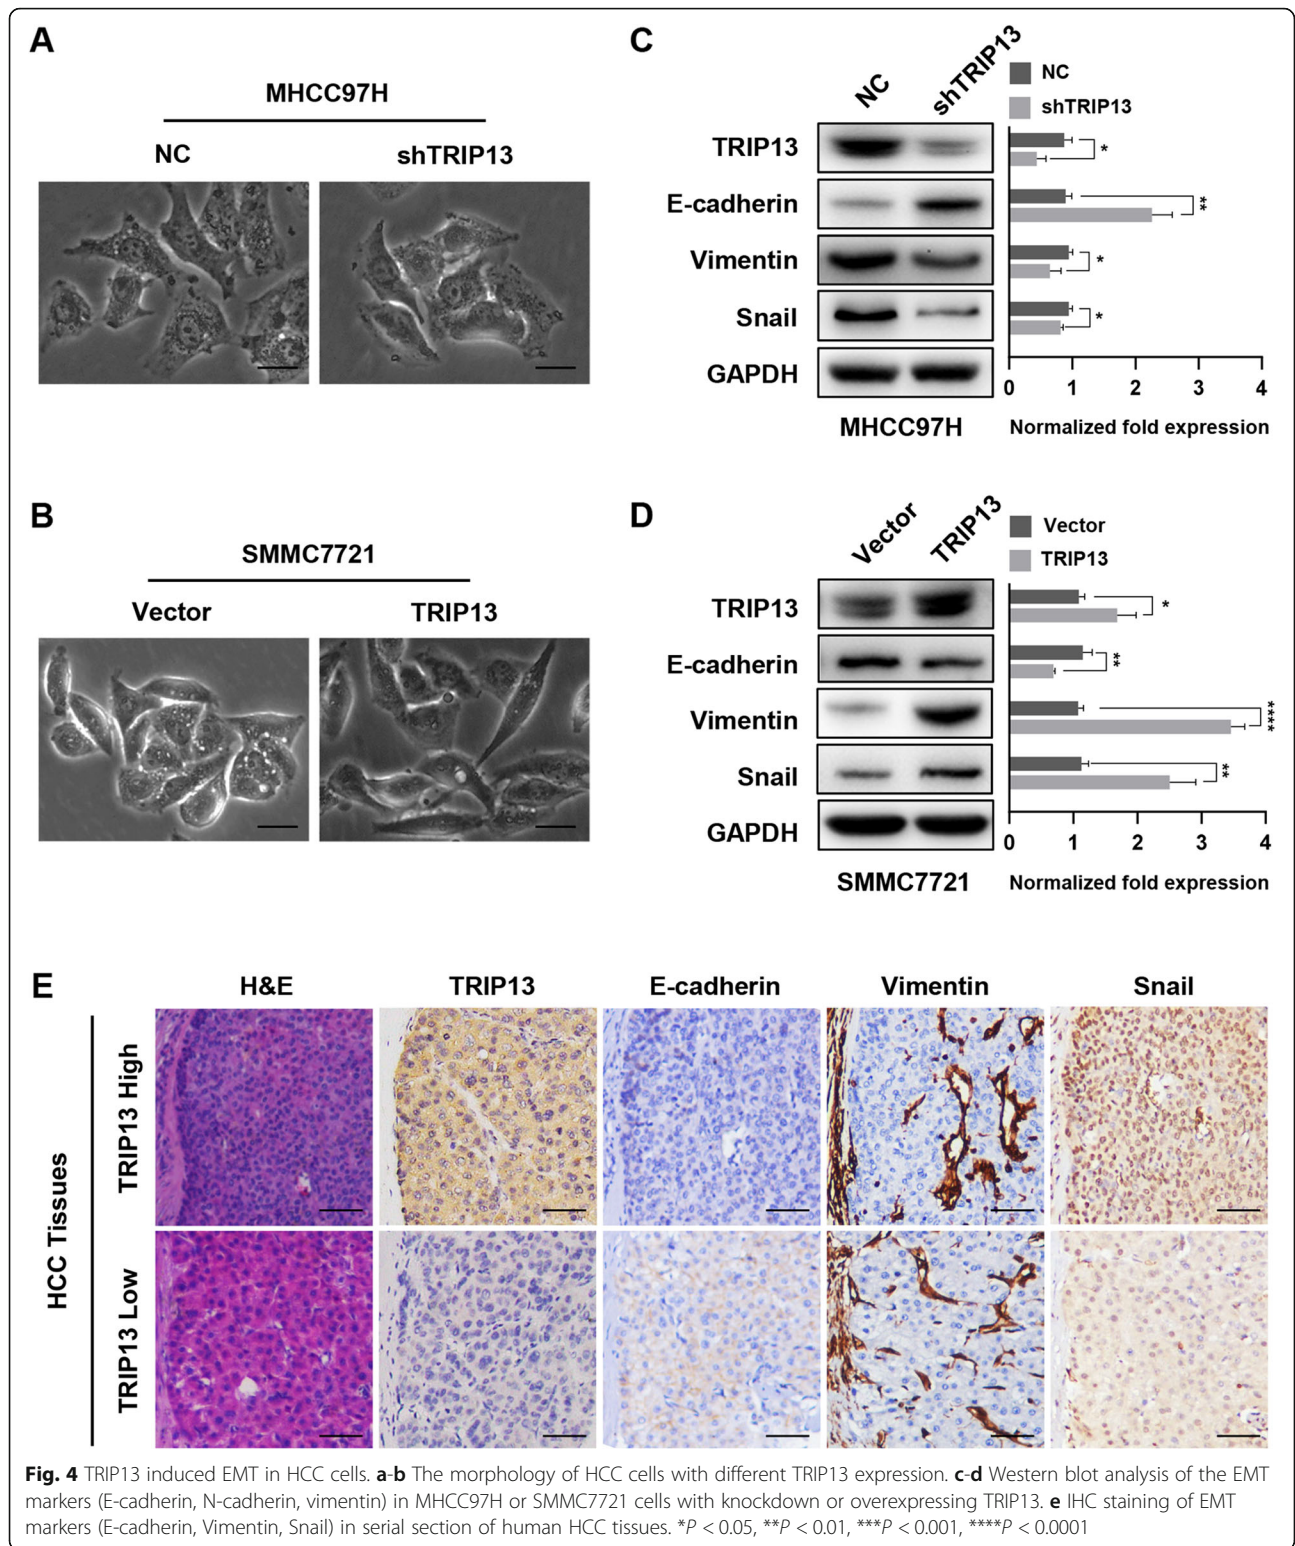 A
MHCC97H
NC
shTRIP13
C
NC
shTRIP13
NC
shTRIP13
TRIP13
E-cadherin
Vimentin
Snail
GAPDH
MHCC97H
*
**
*
*
0 1 2 3 4
Normalized fold expression
B
SMMC7721
Vector
TRIP13
D
Vector
TRIP13
Vector
TRIP13
TRIP13
E-cadherin
Vimentin
Snail
GAPDH
SMMC7721
*
**
****
**
0 1 2 3 4
Normalized fold expression
E
H&E
TRIP13
E-cadherin
Vimentin
Snail
HCC Tissues
TRIP13 High
TRIP13 Low
Fig. 4 TRIP13 induced EMT in HCC cells. a-b The morphology of HCC cells with different TRIP13 expression. c-d Western blot analysis of the EMT
markers (E-cadherin, N-cadherin, vimentin) in MHCC97H or SMMC7721 cells with knockdown or overexpressing TRIP13. e IHC staining of EMT
markers (E-cadherin, Vimentin, Snail) in serial section of human HCC tissues. *P < 0.05, **P < 0.01, ***P < 0.001, ****P < 0.0001